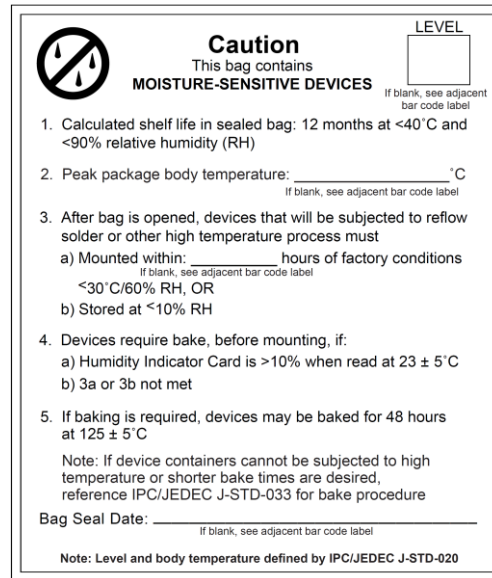 LEVEL
Caution
This bag contains
MOISTURE-SENSITIVE DEVICES
If blank, see adjacent
bar code label
1. Calculated shelf life in sealed bag: 12 months at <40˚C and
<90% relative humidity (RH)
2. Peak package body temperature: ________________˚C
If blank, see adjacent bar code label
3. After bag is opened, devices that will be subjected to reflow
solder or other high temperature process must
a) Mounted within: _________ hours of factory conditions
If blank, see adjacent bar code label
<30˚C/60% RH, OR
b) Stored at <10% RH
4. Devices require bake, before mounting, if:
a) Humidity Indicator Card is >10% when read at 23 ± 5˚C
b) 3a or 3b not met
5. If baking is required, devices may be baked for 48 hours
at 125 ± 5˚C
Note: If device containers cannot be subjected to high
temperature or shorter bake times are desired,
reference IPC/JEDEC J-STD-033 for bake procedure
Bag Seal Date: ___________________________________
If blank, see adjacent bar code label
Note: Level and body temperature defined by IPC/JEDEC J-STD-020